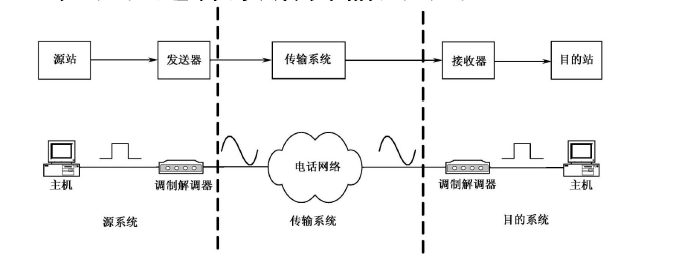 源站
发送器
传输系统
接收器
目的站
电话网络
主机
调制解调器
调制解调器
主机
源系统
传输系统
目的系统